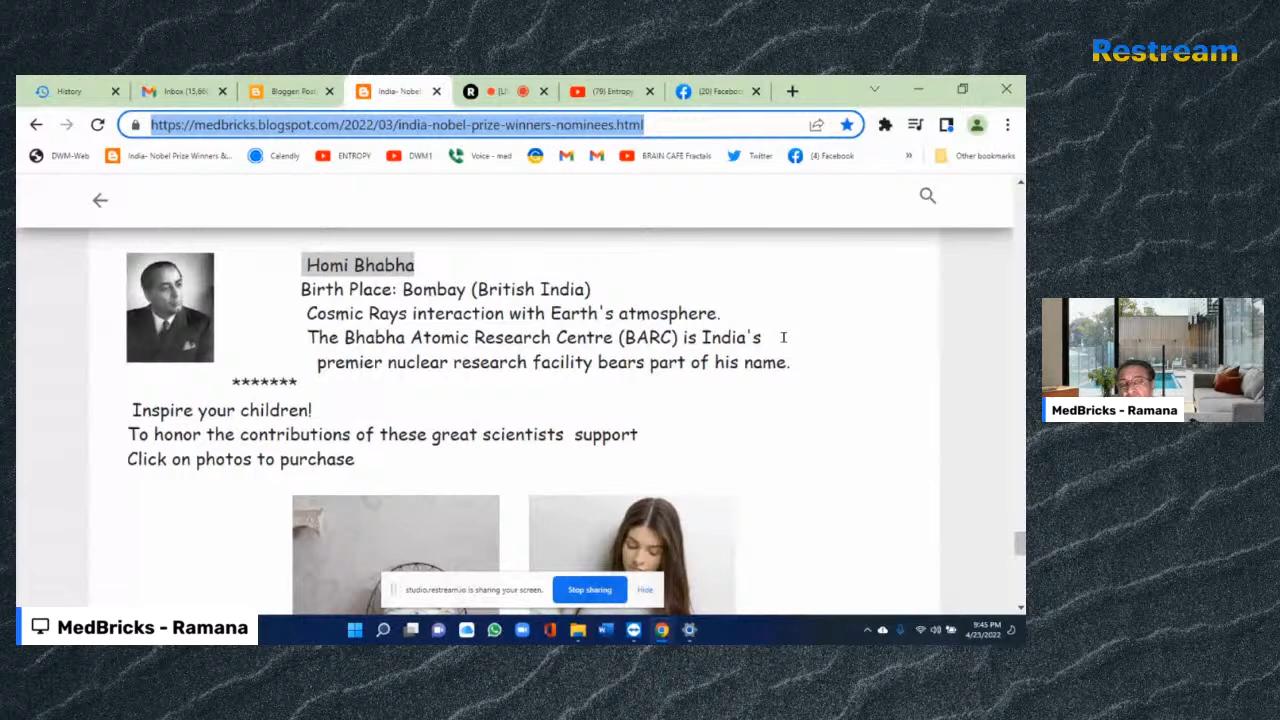 Restream
History
Inbox (15,66
Blogger: Post
India- Nobel
(79) Entropy
(20) Faceboo
https://medbricks.blogspot.com/2022/03/india-nobel-prize-winners-nominees.html
DWM-Web
India- Nobel Prize Winners &...
Calendly
ENTROPY
DWM1
Voice - med
BRAIN CAFE Fractals
Twitter
(4) Facebook
»
Other bookmarks
Homi Bhabha
Birth Place: Bombay (British India)
Cosmic Rays interaction with Earth's atmosphere.
The Bhabha Atomic Research Centre (BARC) is India's
premier nuclear research facility bears part of his name.
*******
Inspire your children!
To honor the contributions of these great scientists support
Click on photos to purchase
studio.restream.io is sharing your screen.
Stop sharing
Hide
MedBricks - Ramana
MedBricks - Ramana
9:45 PM
4/23/2022